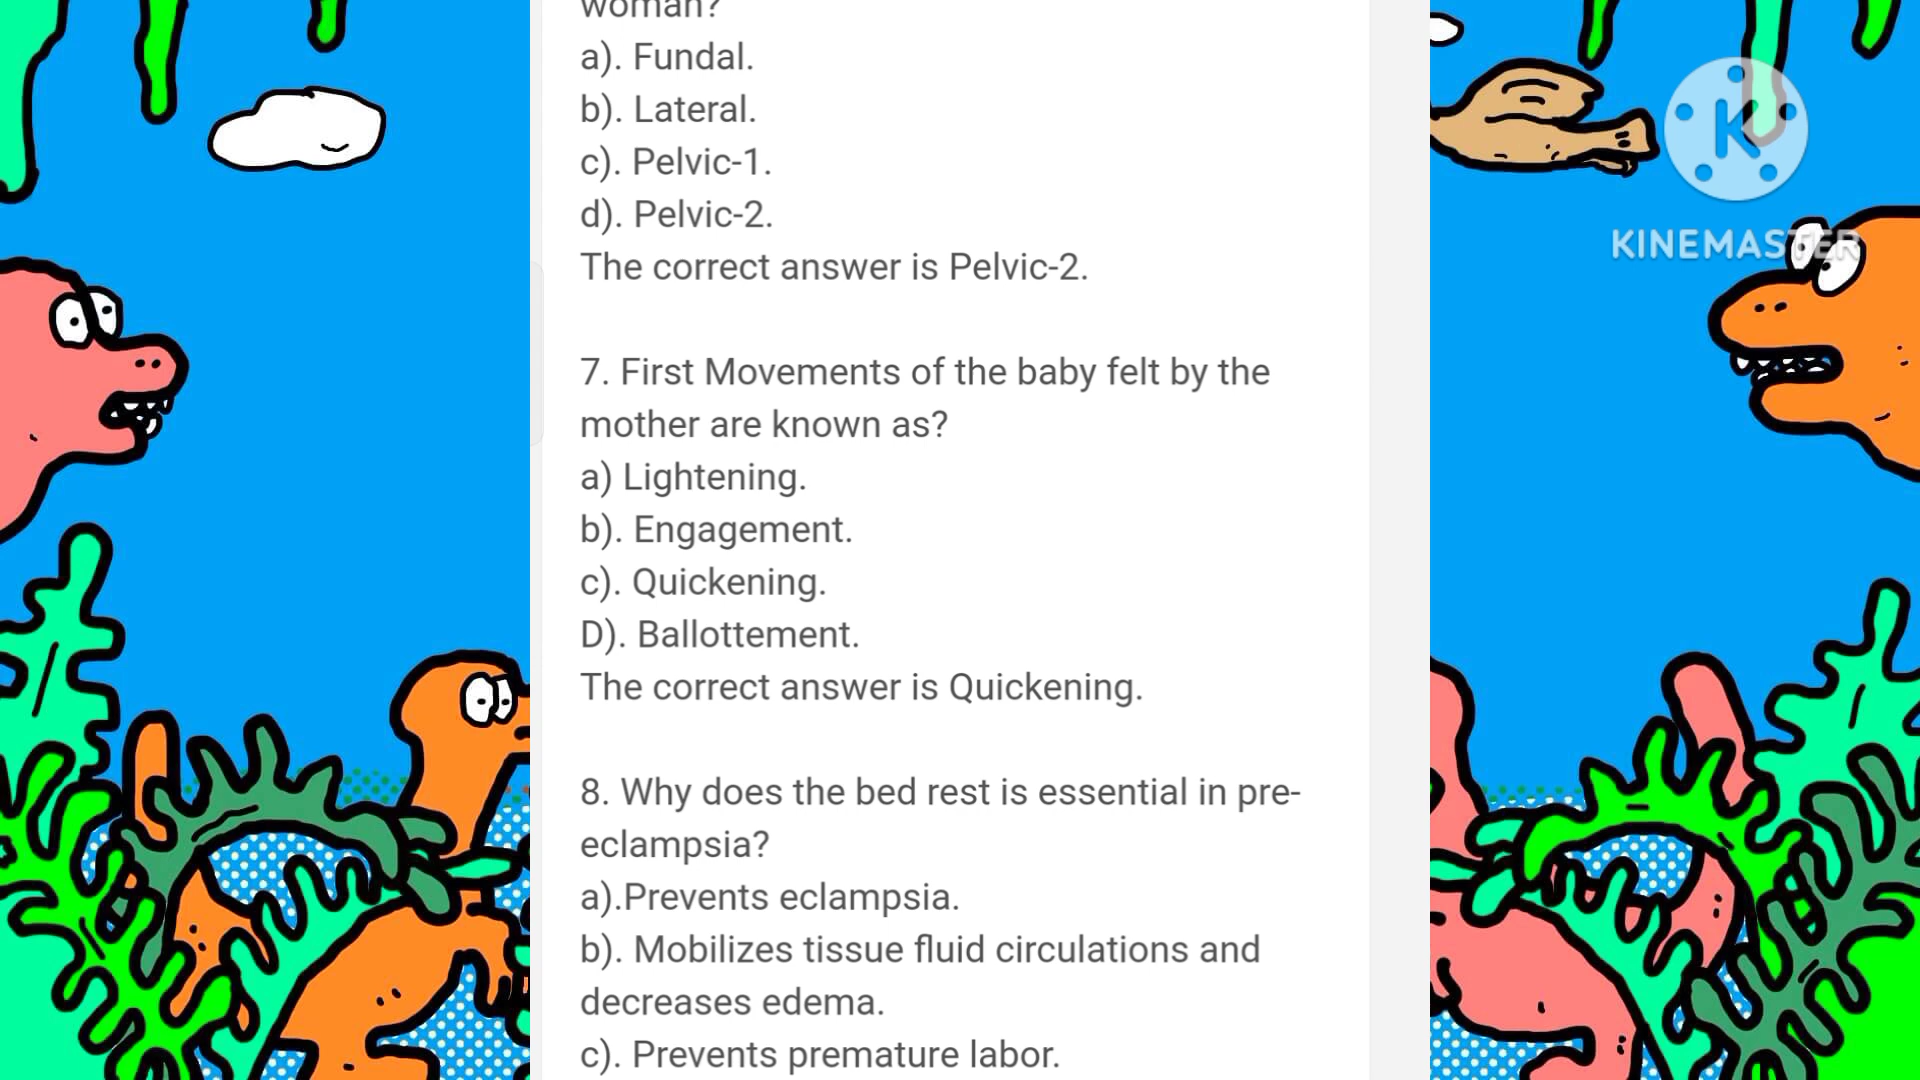 woman?
a). Fundal.
b). Lateral.
c). Pelvic-1.
d). Pelvic-2.
The correct answer is Pelvic-2.
7. First Movements of the baby felt by the
mother are known as?
a) Lightening.
b). Engagement.
c). Quickening.
D). Ballottement.
The correct answer is Quickening.
8. Why does the bed rest is essential in pre-
eclampsia?
a).Prevents eclampsia.
b). Mobilizes tissue fluid circulations and
decreases edema.
c). Prevents premature labor.
K
KINEMASTER